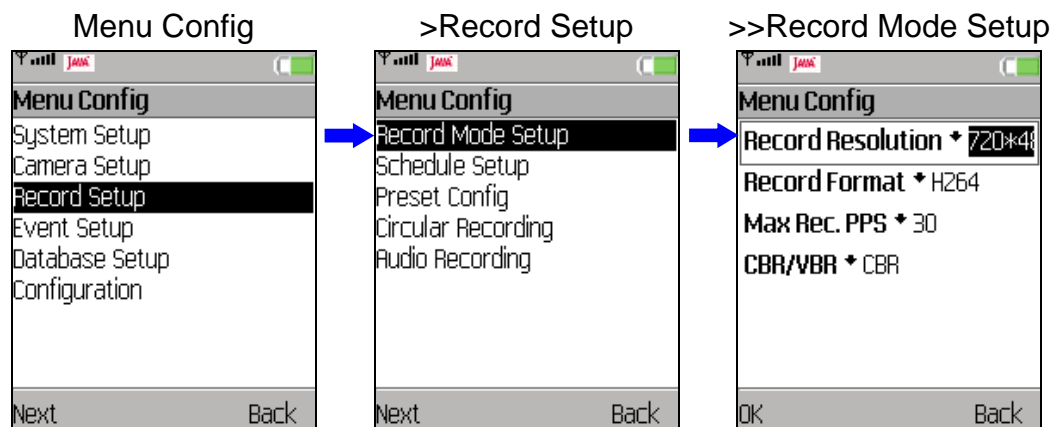 Menu Config
JAVA
Menu Config
System Setup
Camera Setup
Record Setup
Event Setup
Database Setup
Configuration
Next Back
>Record Setup
JAVA
Menu Config
Record Mode Setup
Schedule Setup
Preset Config
Circular Recording
Audio Recording
Next Back
>>Record Mode Setup
JAVA
Menu Config
Record Resolution 720*48
Record Format H264
Max Rec. PPS 30
CBR/VBR CBR
OK Back